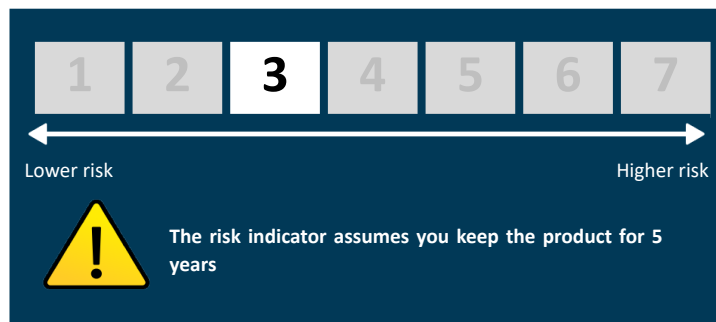 1 2 3 4 5 6 7
Lower risk Higher risk
The risk indicator assumes you keep the product for 5
years